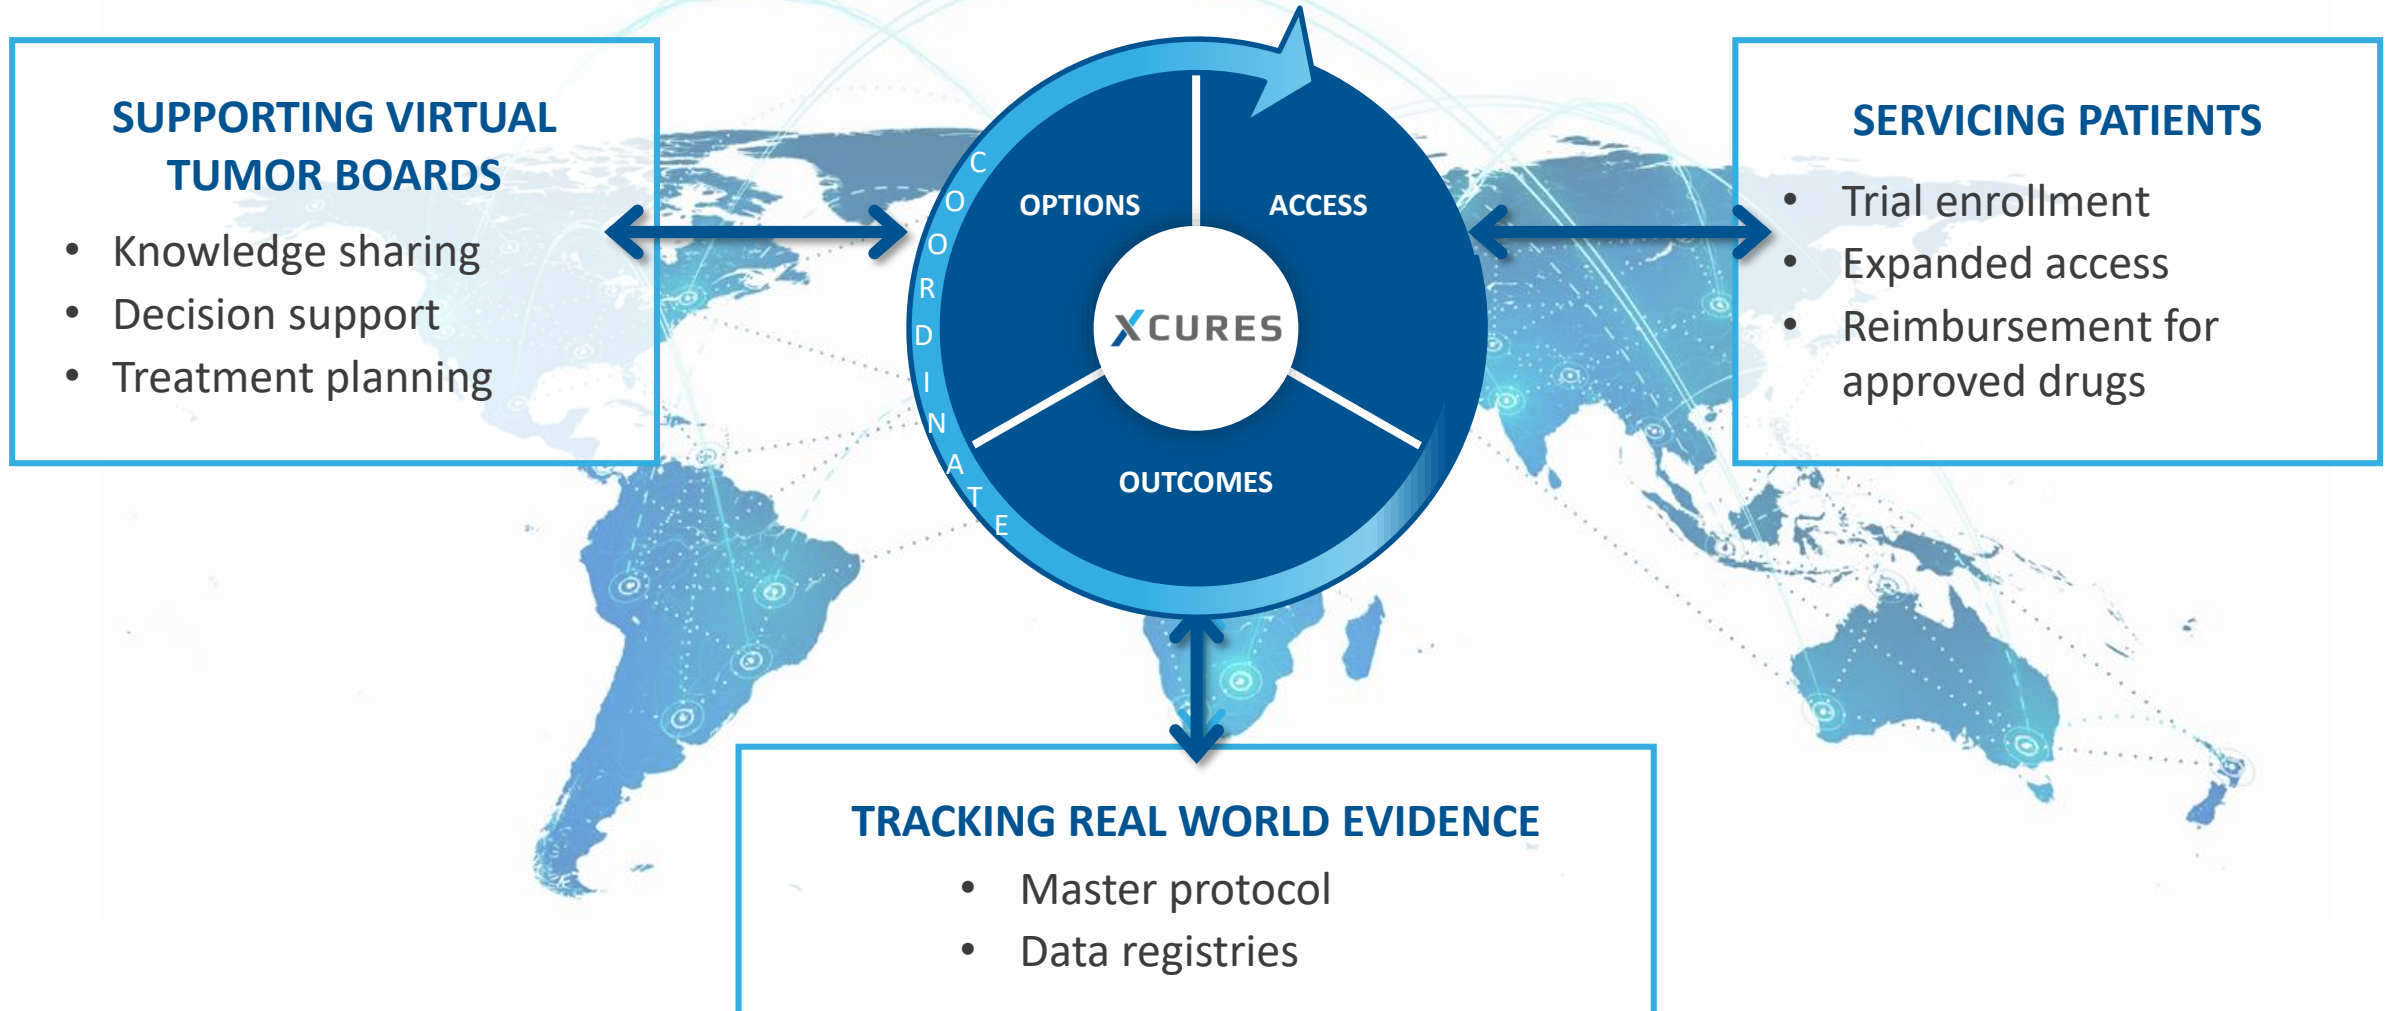 SUPPORTING VIRTUAL
TUMOR BOARDS
• Knowledge sharing
• Decision support
• Treatment planning
COORDINATE
OPTIONS
ACCESS
XCURES
OUTCOMES
SERVICING PATIENTS
• Trial enrollment
• Expanded access
• Reimbursement for
approved drugs
TRACKING REAL WORLD EVIDENCE
• Master protocol
• Data registries